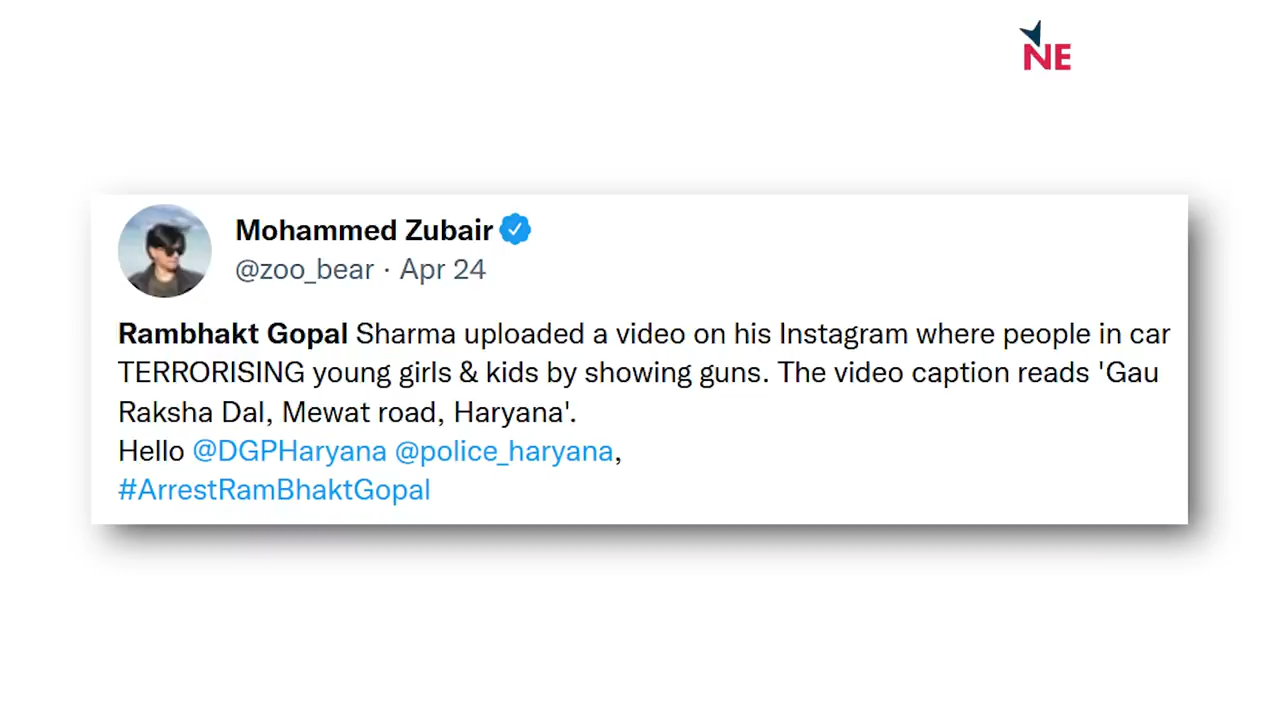 NE
Mohammed Zubair
@zoo_bear · Apr 24
Rambhakt Gopal Sharma uploaded a video on his Instagram where people in car
TERRORISING young girls & kids by showing guns. The video caption reads 'Gau
Raksha Dal, Mewat road, Haryana'.
Hello @DGPHaryana @police_haryana,
#ArrestRamBhaktGopal